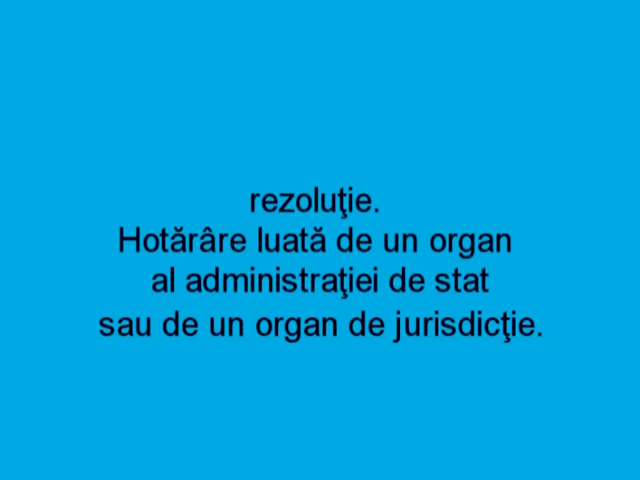 rezoluţie.
Hotărâre luată de un organ
al administraţiei de stat
sau de un organ de jurisdicţie.